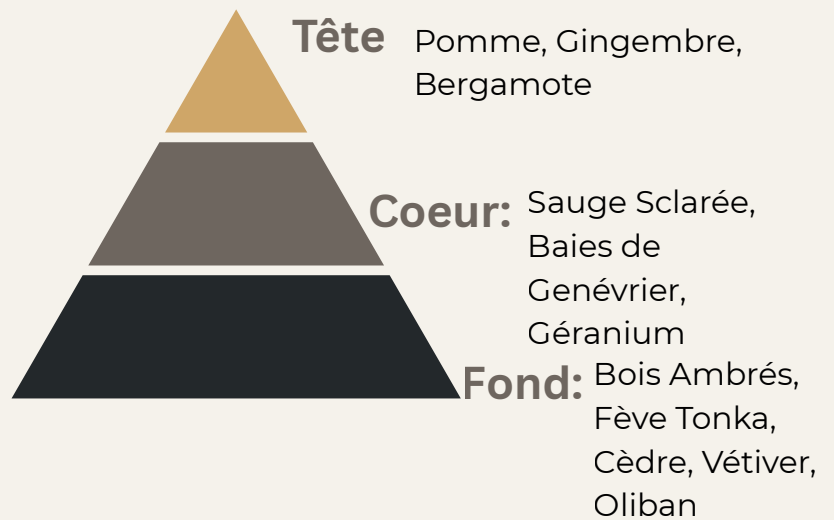 Tête
Pomme, Gingembre,
Bergamote
Coeur:
Sauge Sclarée,
Baies de
Genévrier,
Géranium
Fond:
Bois Ambrés,
Fève Tonka,
Cèdre, Vétiver,
Oliban